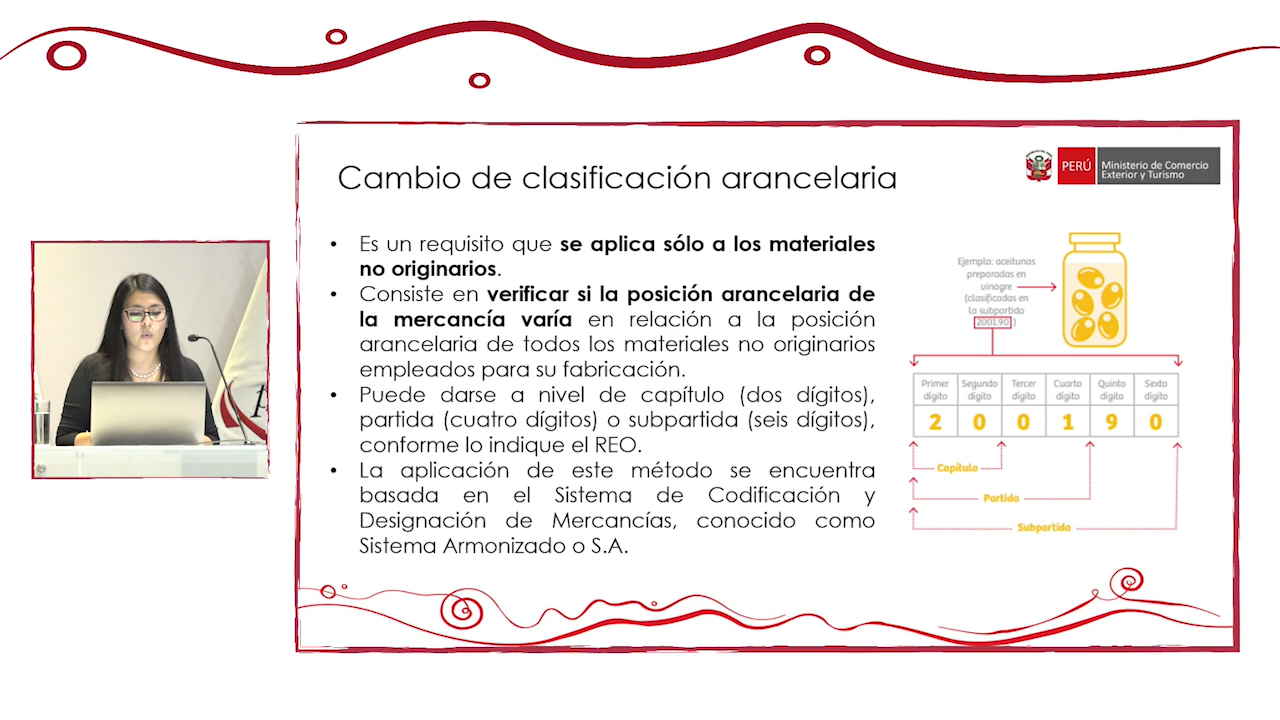 Cambio de clasificación arancelaria
PERÚ
Ministerio de Comercio
Exterior y Turismo
• Es un requisito que se aplica sólo a los materiales
no originarios.
• Consiste en verificar si la posición arancelaria de
la mercancía varía en relación a la posición
arancelaria de todos los materiales no originarios
empleados para su fabricación.
• Puede darse a nivel de capítulo (dos dígitos),
partida (cuatro dígitos) o subpartida (seis dígitos),
conforme lo indique el REO.
• La aplicación de este método se encuentra
basada en el Sistema de Codificación y
Designación de Mercancías, conocido como
Sistema Armonizado o S.A.
Ejemplo: aceitunas
preparadas en
vinagre
(clasificadas en
la subpartida
2001.90)
Primer dígito
Segundo dígito
Tercer dígito
Cuarto dígito
Quinto dígito
Sexto dígito
2 0 0 1 9 0
Capítulo
Partida
Subpartida